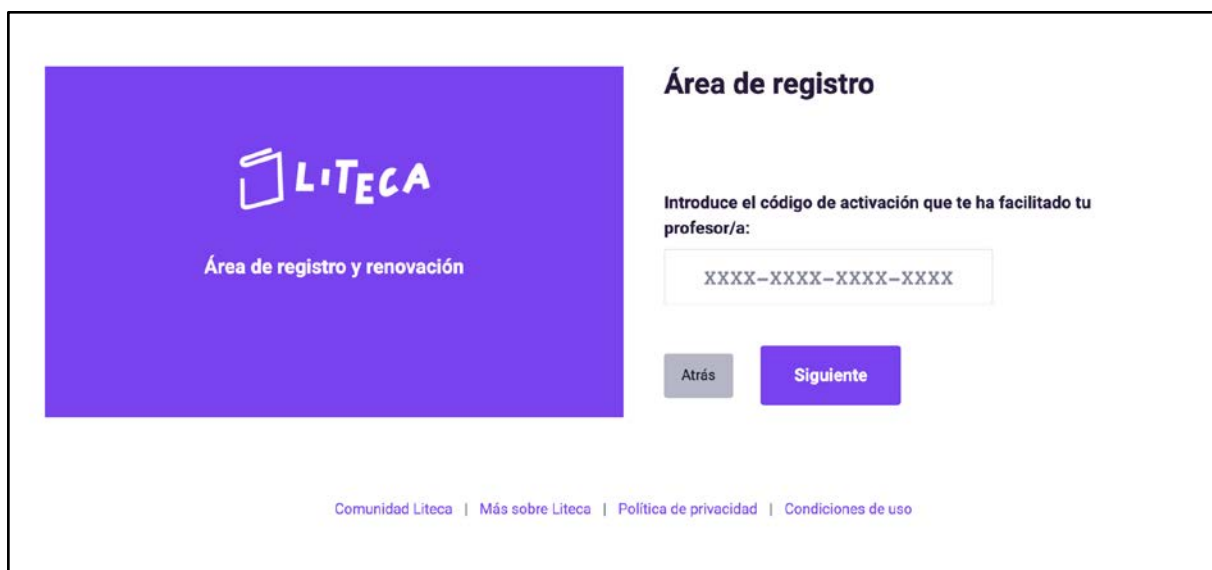 LITECA
Área de registro y renovación
Área de registro
Introduce el código de activación que te ha facilitado tu
profesor/a:
XXXX-XXXX-XXXX-XXXX
Atrás
Siguiente
Comunidad Liteca | Más sobre Liteca | Política de privacidad | Condiciones de uso